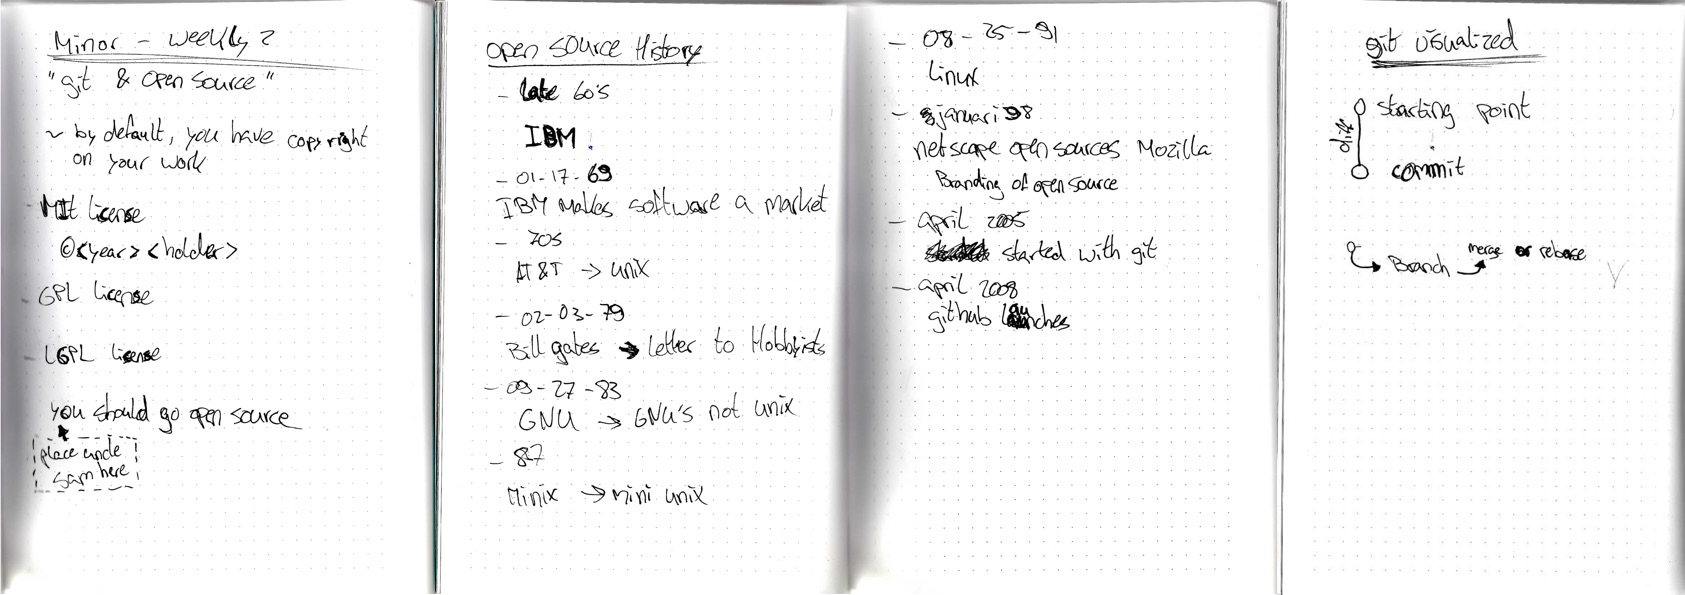 Minor - weekly 2
"git & open source"
~ by default, you have copyright
on your work
- MIt license
©<year> <holder>
- GPL license
- LGPL license
you should go open source
place uncle
Sam here
open source History
- late 60's
IBM
- 01-17-69
IBM makes software a market
- 70s
AT&T -> unix
- 02-03-79
Bill gates -> Letter to Hobbyists
- 09-27-83
GNU -> GNU's not unix
- 87
Minix -> mini unix
- 08-25-91
linux
- januari 98
netscape open sources Mozilla
Branding of open source
- april 2005
started with git
- april 2008
github launches
git visualized
starting point
diff
commit
Branch
merge or rebase